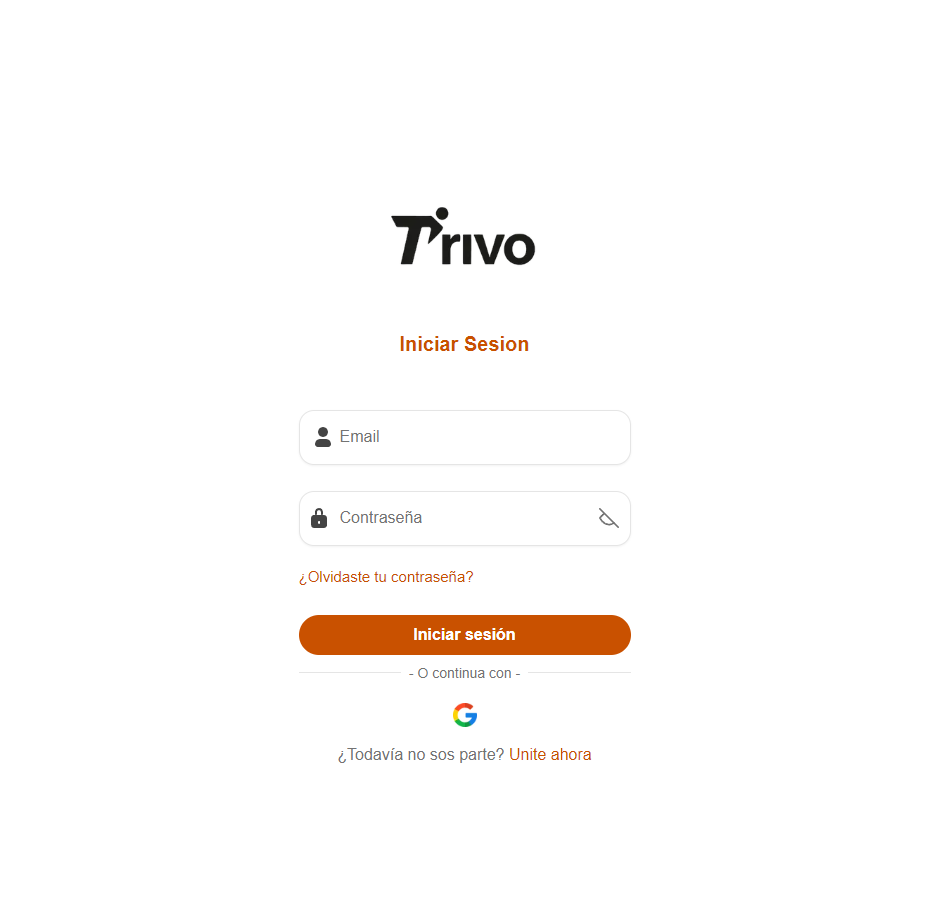 Trivo
Iniciar Sesion
Email
Contraseña
¿Olvidaste tu contraseña?
Iniciar sesión
- O continua con -
¿Todavía no sos parte? Unite ahora